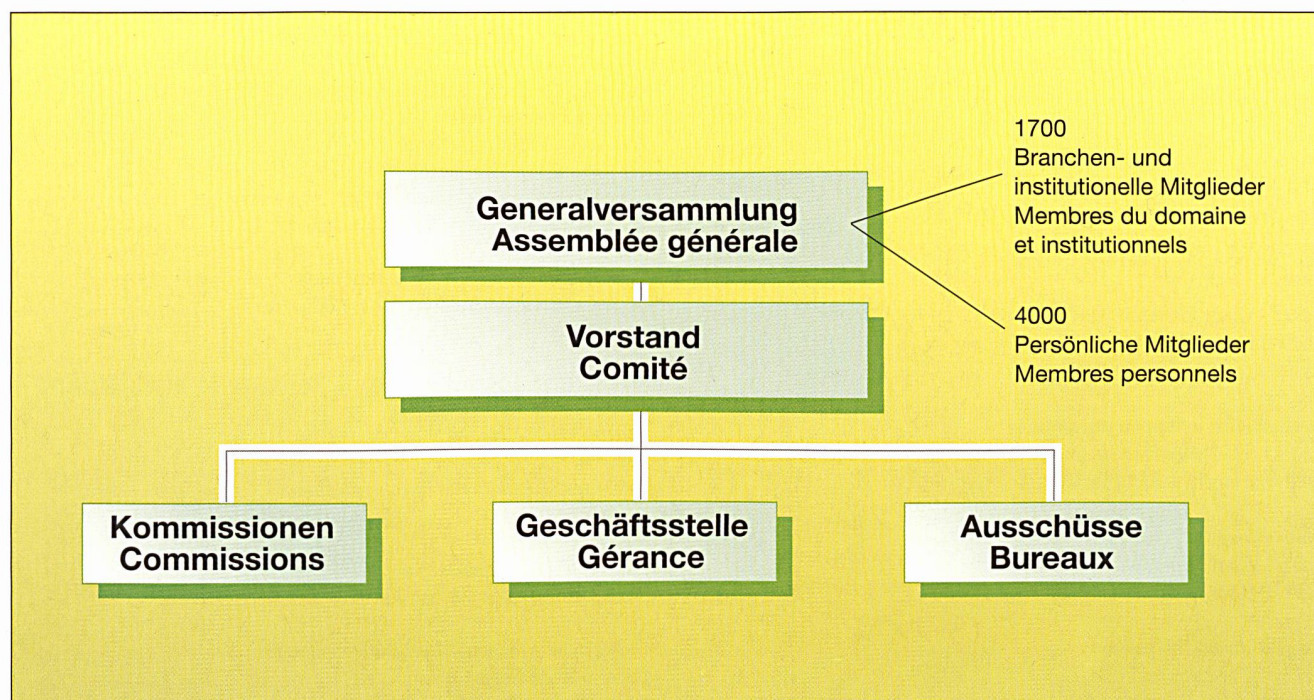 1700
Branchen- und
institutionelle Mitglieder
Membres du domaine
et institutionnels
Generalversammlung
Assemblée générale
4000
Persönliche Mitglieder
Membres personnels
Vorstand
Comité
Kommissionen
Commissions
Geschäftsstelle
Gérance
Ausschüsse
Bureaux